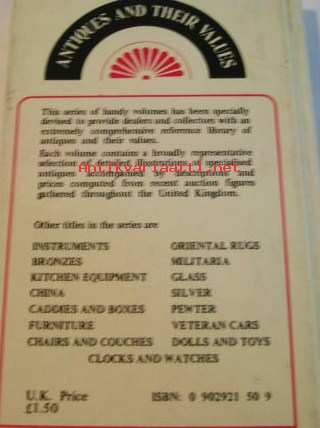 ANTIQUES AND THEIR VALUES
This series of handy volumes has been specially
devised to provide dealers and collectors with an
extremely comprehensive reference library of
antiques and their values.
Each volume contains a broadly representative
selection of detailed illustrations of specialised
antiques accompanied by descriptions and
prices computed from recent auction figures
gathered throughout the United Kingdom.
Antikvariaatti.net
Other titles in the series are
INSTRUMENTS ORIENTAL RUGS
BRONZES MILITARIA
KITCHEN EQUIPMENT GLASS
CHINA SILVER
CADDIES AND BOXES PEWTER
FURNITURE VETERAN CARS
CHAIRS AND COUCHES DOLLS AND TOYS
CLOCKS AND WATCHES
U.K. Price ISBN: 0 902921 50 9
£1.50